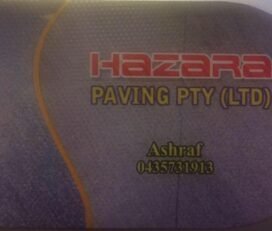 HAZARA
PAVING PTY (LTD)
Ashraf
0435731913